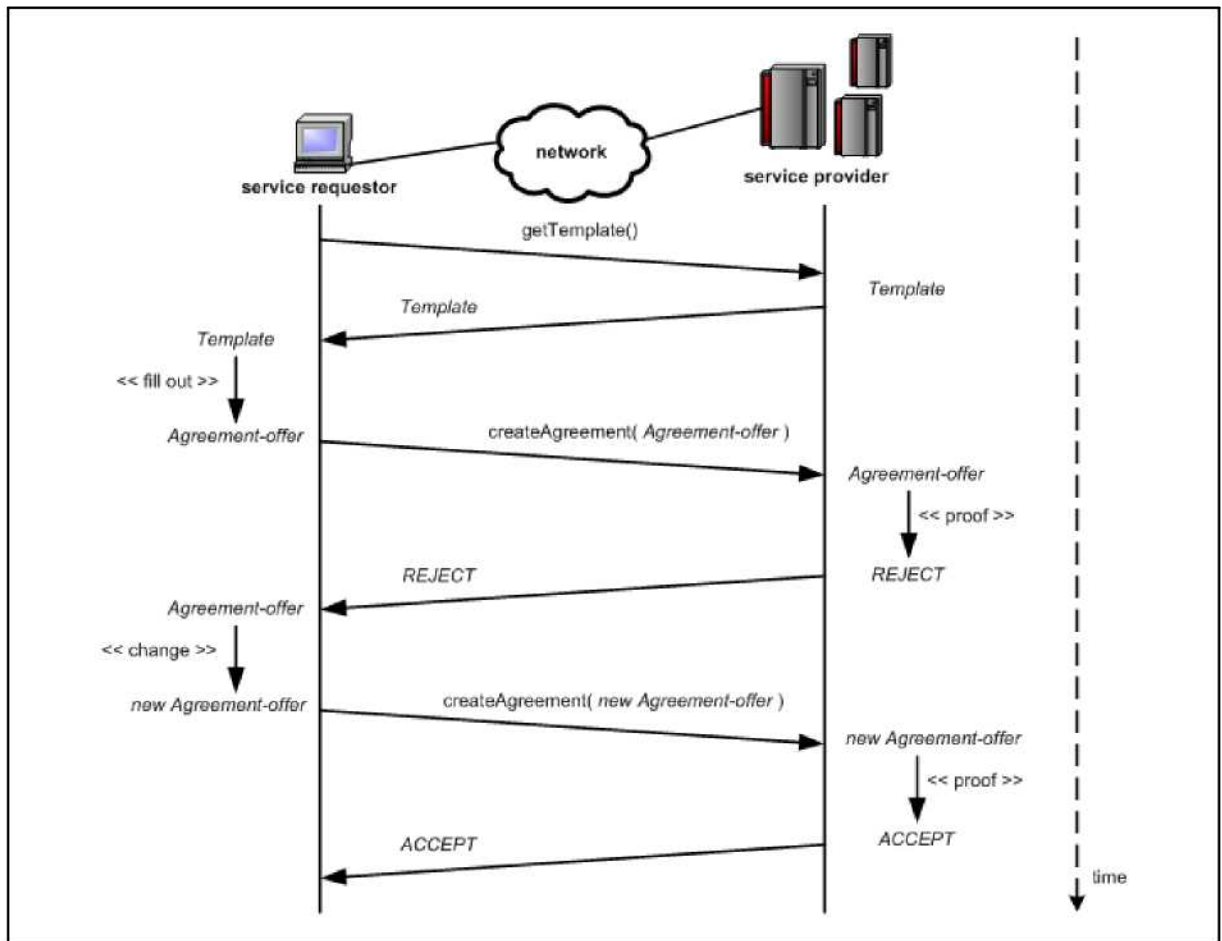 network
service requestor
service provider
getTemplate()
Template
Template
Template
<< fill out >>
Agreement-offer
createAgreement( Agreement-offer )
Agreement-offer
<< proof >>
REJECT
REJECT
Agreement-offer
<< change >>
new Agreement-offer
createAgreement( new Agreement-offer )
new Agreement-offer
<< proof >>
ACCEPT
ACCEPT
time